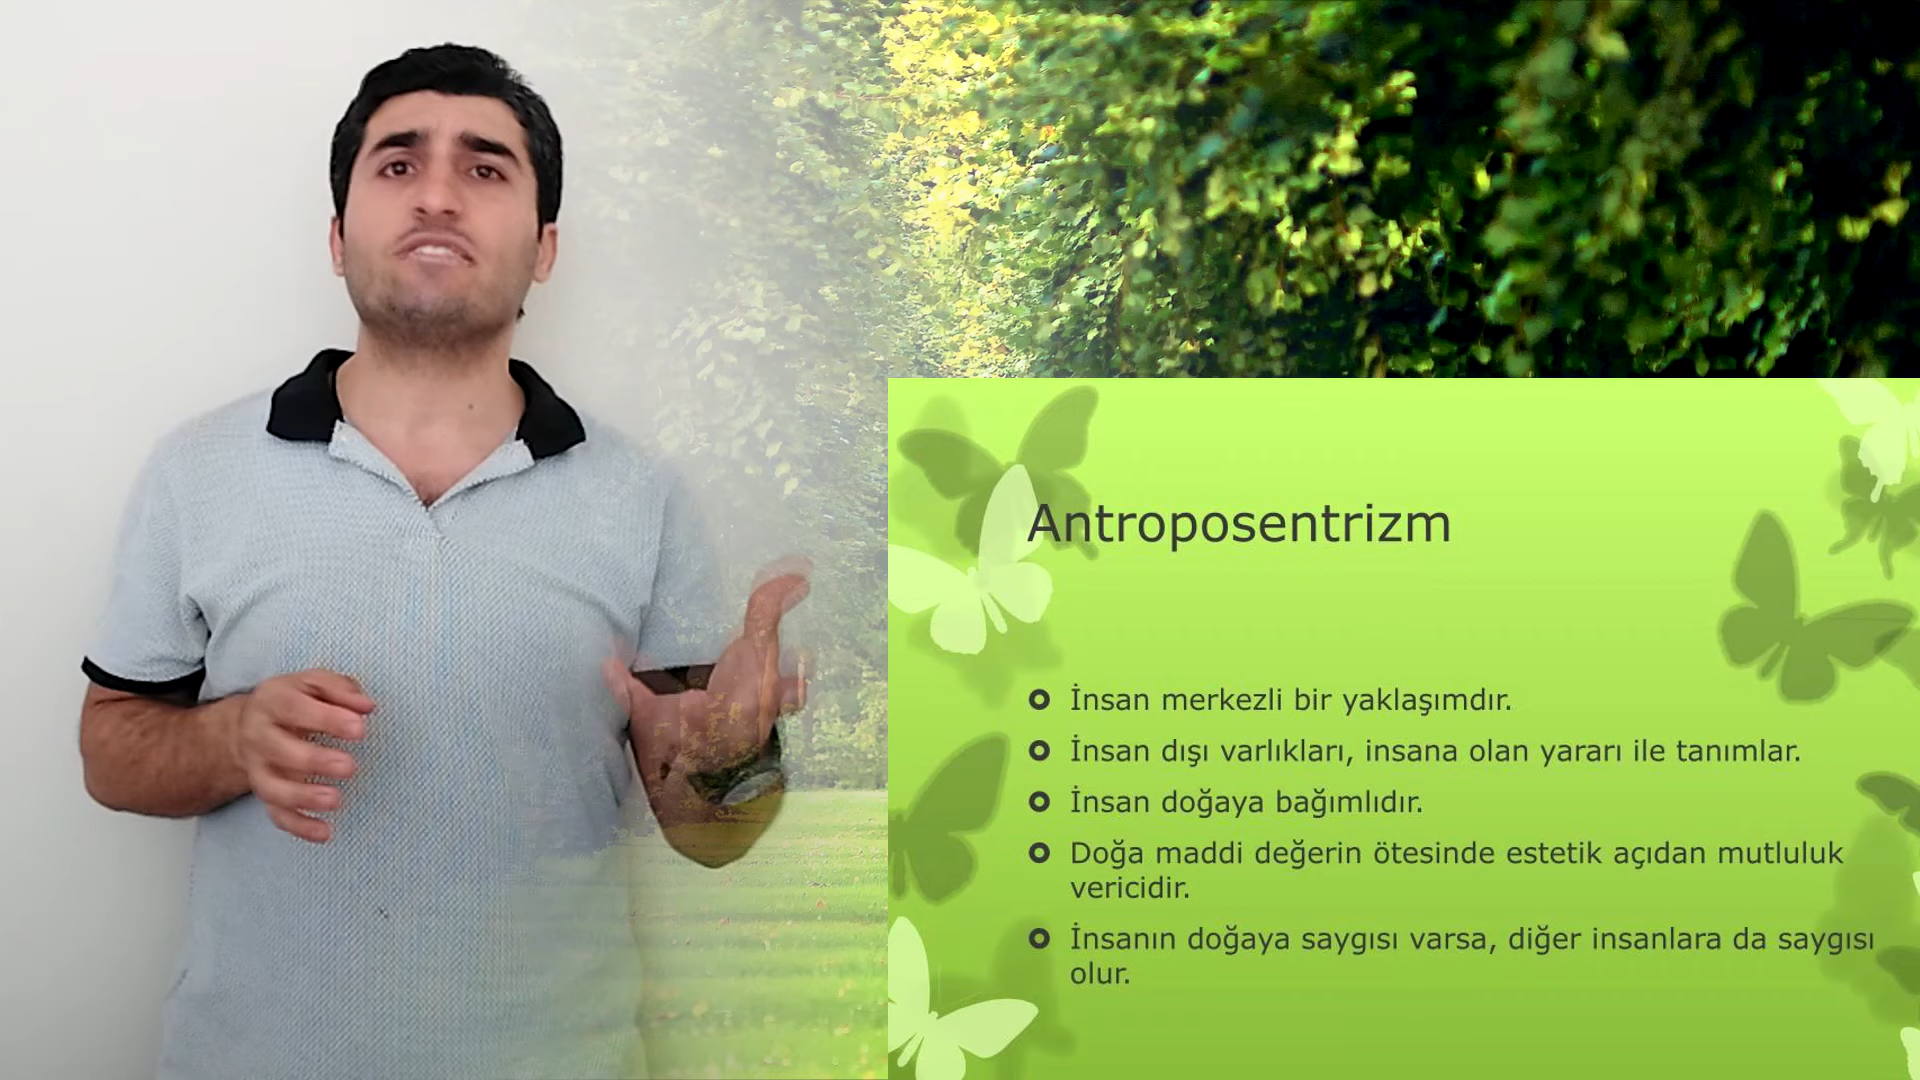 Antroposentrizm
İnsan merkezli bir yaklaşımdır.
İnsan dışı varlıkları, insana olan yararı ile tanımlar.
İnsan doğaya bağımlıdır.
Doğa maddi değerin ötesinde estetik açıdan mutluluk
vericidir.
İnsanın doğaya saygısı varsa, diğer insanlara da saygısı
olur.